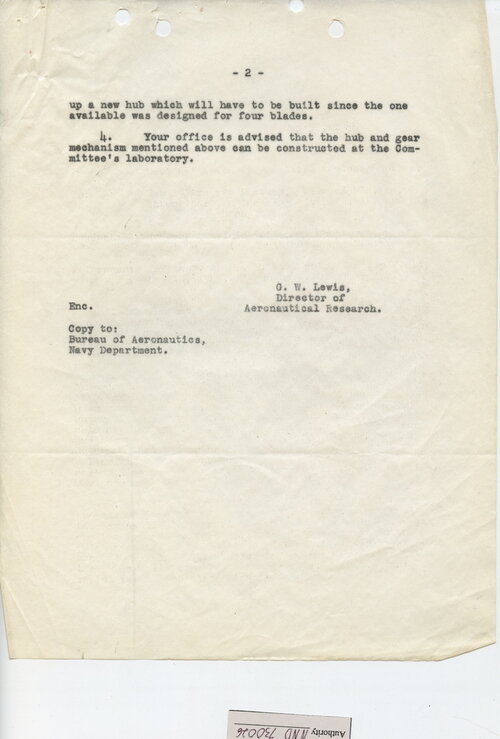 - 2 -
up a new hub which will have to be built since the one
available was designed for four blades.
4. Your office is advised that the hub and gear
mechanism mentioned above can be constructed at the Com-
mittee's laboratory.
G. W. Lewis,
Director of
Enc. Aeronautical Research.
Copy to:
Bureau of Aeronautics,
Navy Department.
Authority NND 730026